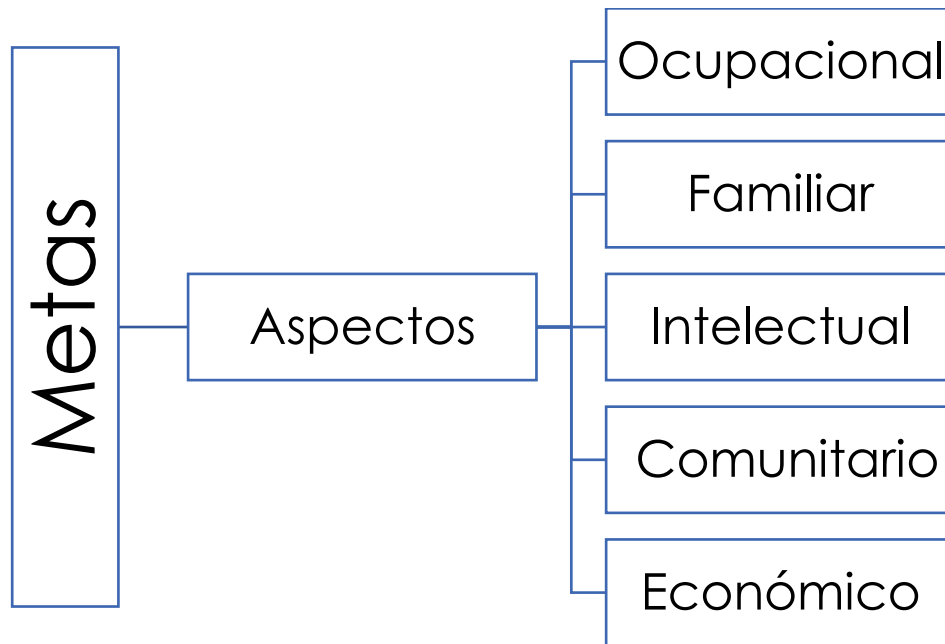 Metas
Aspectos
Ocupacional
Familiar
Intelectual
Comunitario
Económico